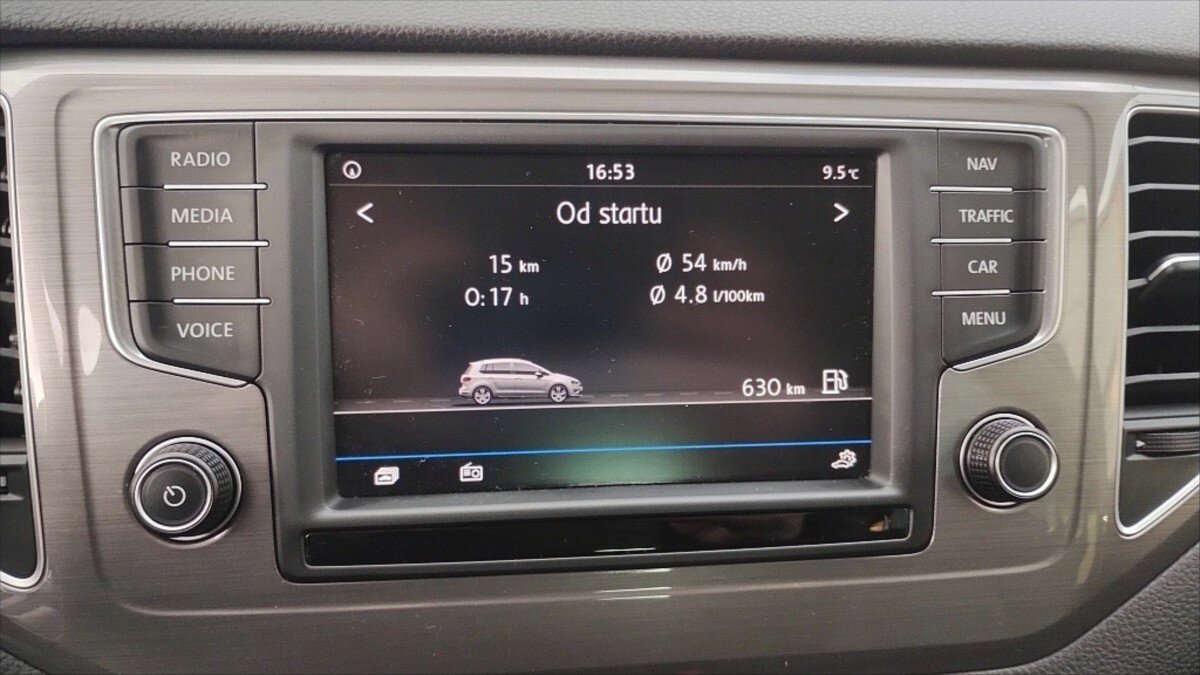 RADIO
MEDIA
PHONE
VOICE
16:53
9.5°C
< Od startu >
15 km
Ø 54 km/h
0:17 h
Ø 4.8 l/100km
630 km
NAV
TRAFFIC
CAR
MENU